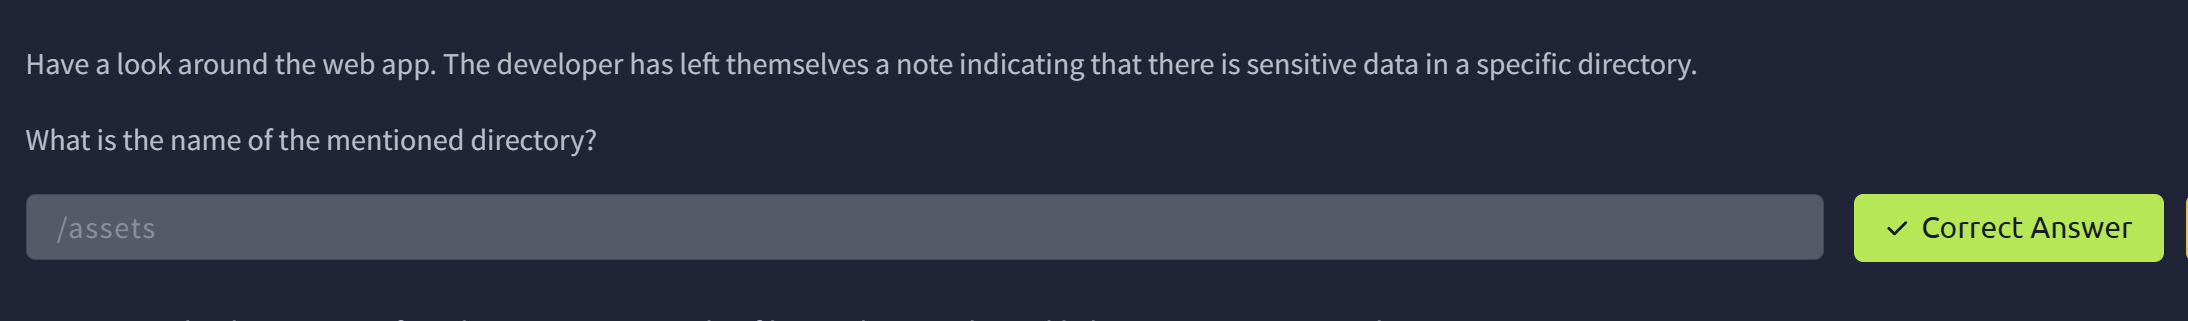 Have a look around the web app. The developer has left themselves a note indicating that there is sensitive data in a specific directory.
What is the name of the mentioned directory?
/assets
✓ Correct Answer